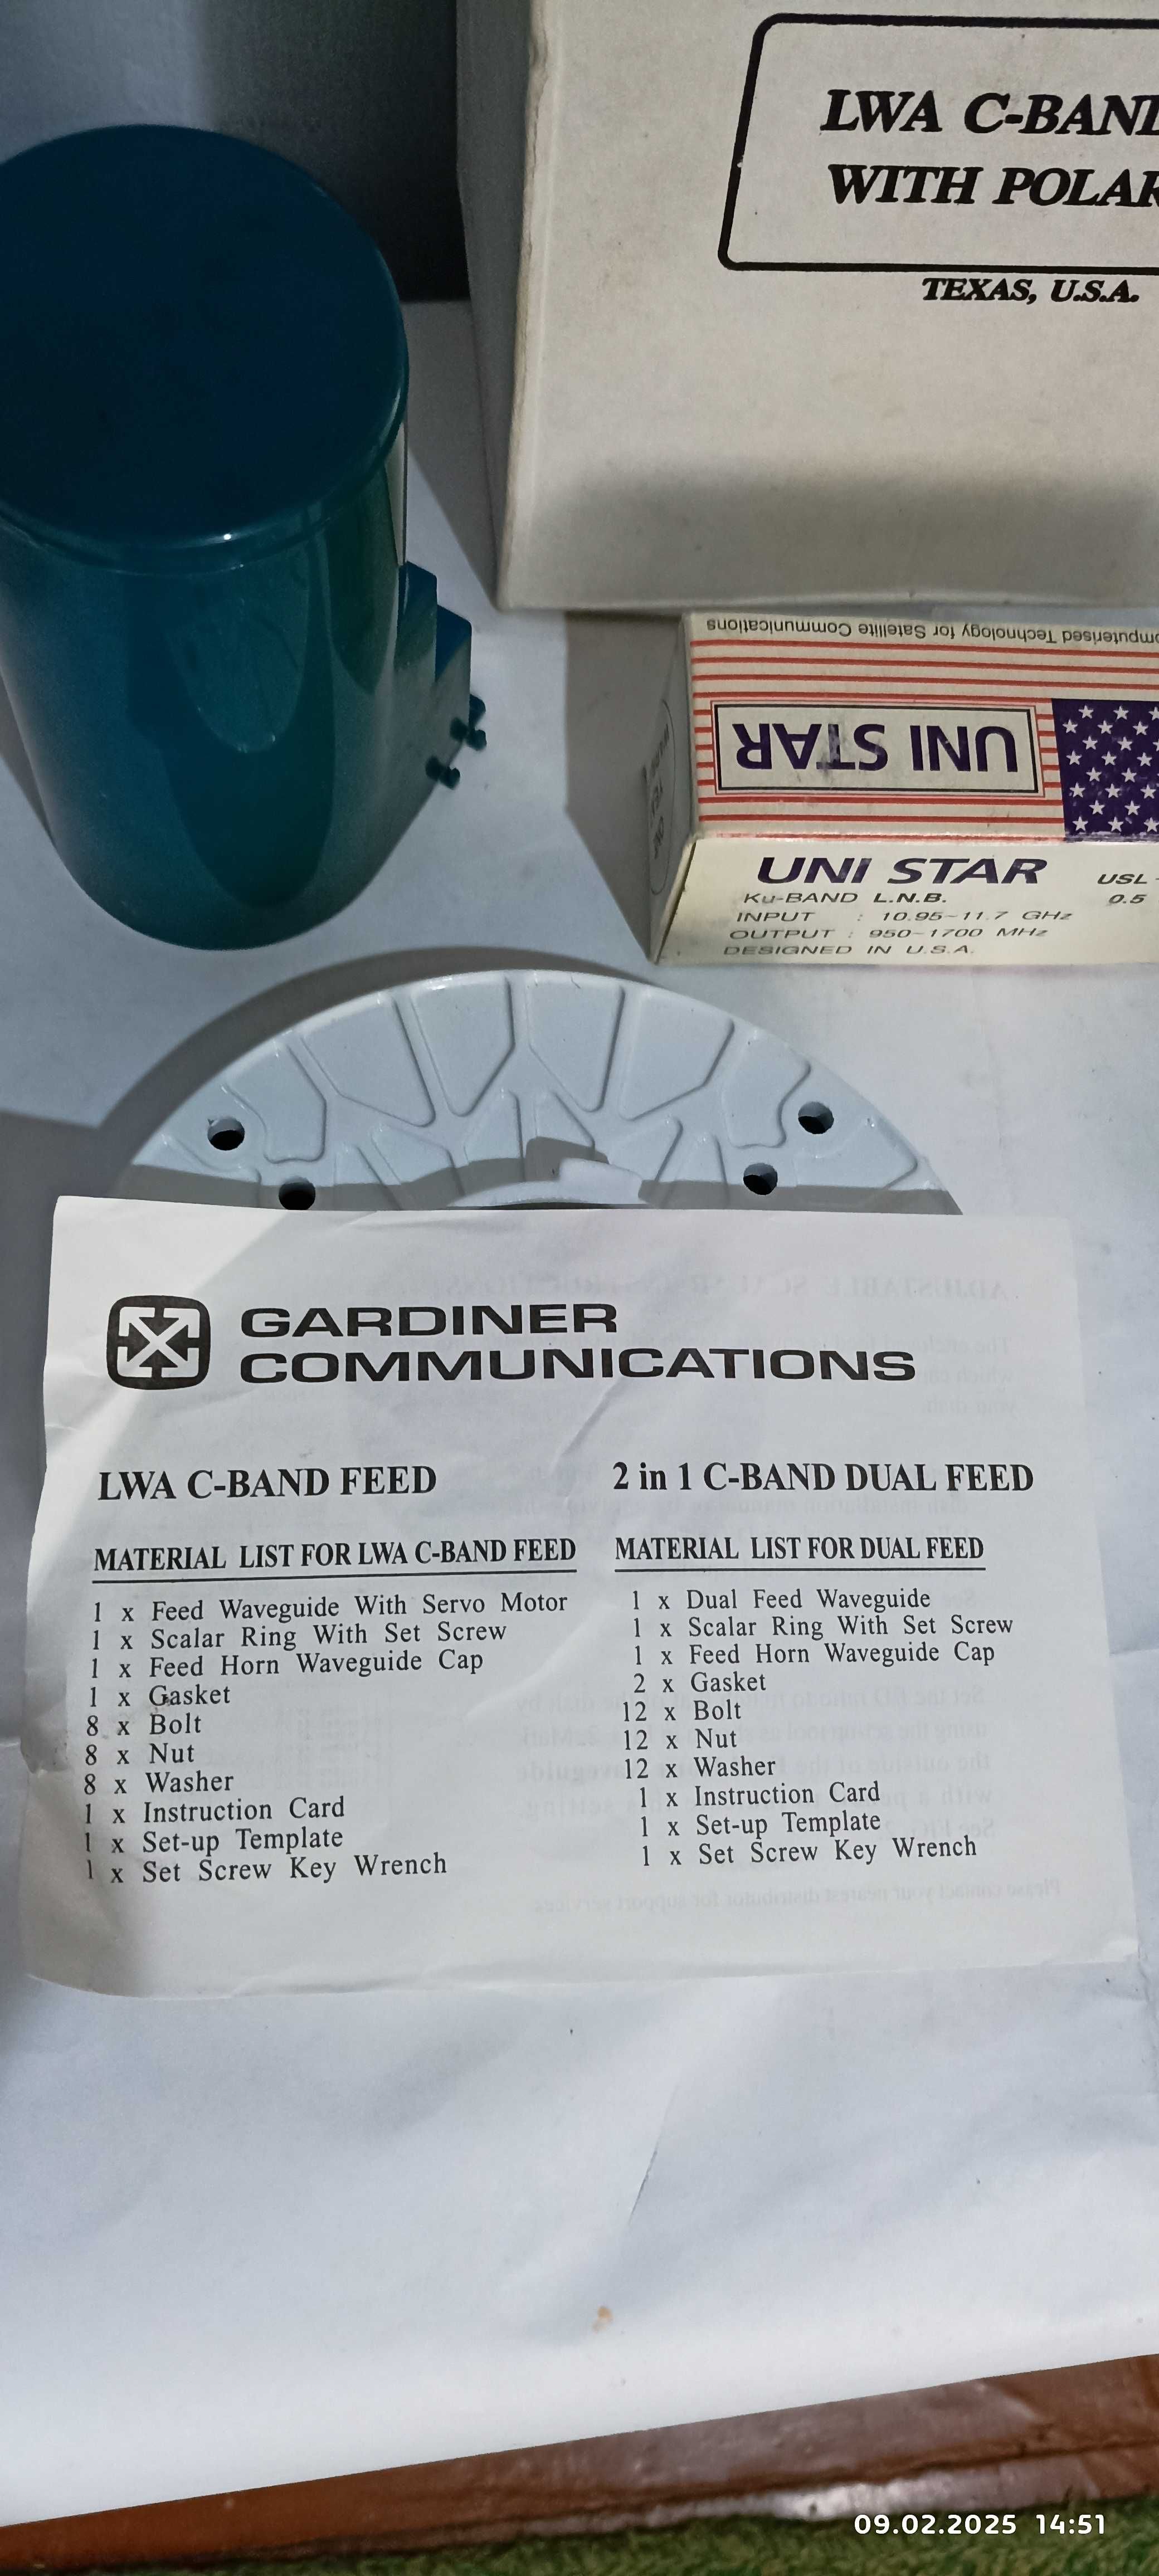 LWA C-BAND
WITH POLAR
TEXAS, U.S.A.
Computerised Technology for Satellite Communications
UNI STAR
UNI STAR
USL
Ku-BAND L.N.B.
0.5
INPUT : 10.95~11.7 GHz
OUTPUT : 950~1700 MHz
DESIGNED IN U.S.A.
GARDINER
COMMUNICATIONS
LWA C-BAND FEED
MATERIAL LIST FOR LWA C-BAND FEED
1 x Feed Waveguide With Servo Motor
1 x Scalar Ring With Set Screw
1 x Feed Horn Waveguide Cap
1 x Gasket
8 x Bolt
8 x Nut
8 x Washer
1 x Instruction Card
1 x Set-up Template
1 x Set Screw Key Wrench
2 in 1 C-BAND DUAL FEED
MATERIAL LIST FOR DUAL FEED
1 x Dual Feed Waveguide
1 x Scalar Ring With Set Screw
1 x Feed Horn Waveguide Cap
2 x Gasket
12 x Bolt
12 x Nut
12 x Washer
1 x Instruction Card
1 x Set-up Template
1 x Set Screw Key Wrench
09.02.2025 14:51